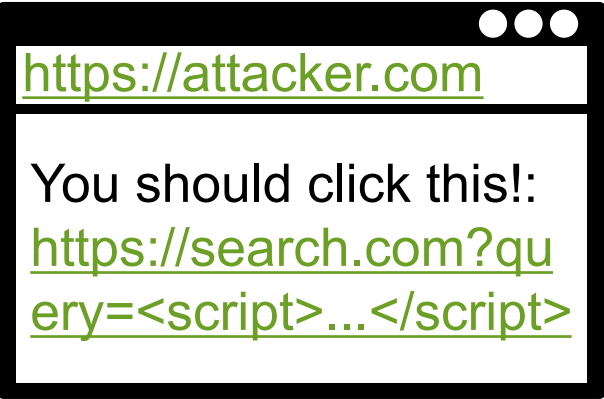 https://attacker.com
You should click this!:
https://search.com?qu
ery=<script>...</script>